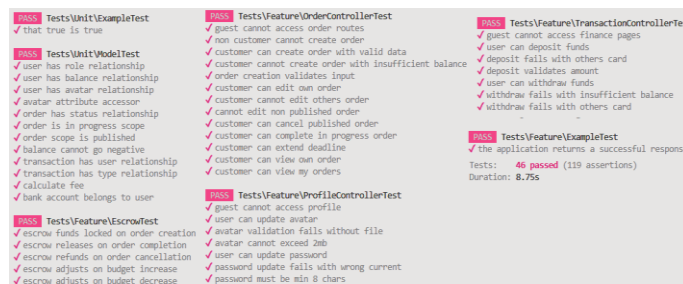 PASS Tests\Unit\ExampleTest
✓ that true is true
PASS Tests\Unit\ModelTest
✓ user has role relationship
✓ user has balance relationship
✓ user has avatar relationship
✓ avatar attribute accessor
✓ order has status relationship
✓ order is in progress scope
✓ order scope is published
✓ balance cannot go negative
✓ transaction has user relationship
✓ transaction has type relationship
✓ calculate fee
✓ bank account belongs to user
PASS Tests\Feature\EscrowTest
✓ escrow funds locked on order creation
✓ escrow releases on order completion
✓ escrow refunds on order cancellation
✓ escrow adjusts on budget increase
✓ escrow adjusts on budget decrease
PASS Tests\Feature\OrderControllerTest
✓ guest cannot access order routes
✓ non customer cannot create order
✓ customer can create order with valid data
✓ customer cannot create order with insufficient balance
✓ order creation validates input
✓ customer can edit own order
✓ customer cannot edit others order
✓ cannot edit non published order
✓ customer can cancel published order
✓ customer can complete in progress order
✓ customer can extend deadline
✓ customer can view own order
✓ customer can view my orders
PASS Tests\Feature\ProfileControllerTest
✓ guest cannot access profile
✓ user can update avatar
✓ avatar validation fails without file
✓ avatar cannot exceed 2mb
✓ user can update password
✓ password update fails with wrong current
✓ password must be min 8 chars
PASS Tests\Feature\TransactionControllerTe
✓ guest cannot access finance pages
✓ user can deposit funds
✓ deposit fails with others card
✓ deposit validates amount
✓ user can withdraw funds
✓ withdraw fails with insufficient balance
✓ withdraw fails with others card
PASS Tests\Feature\ExampleTest
✓ the application returns a successful respons
Tests: 46 passed (119 assertions)
Duration: 8.75s